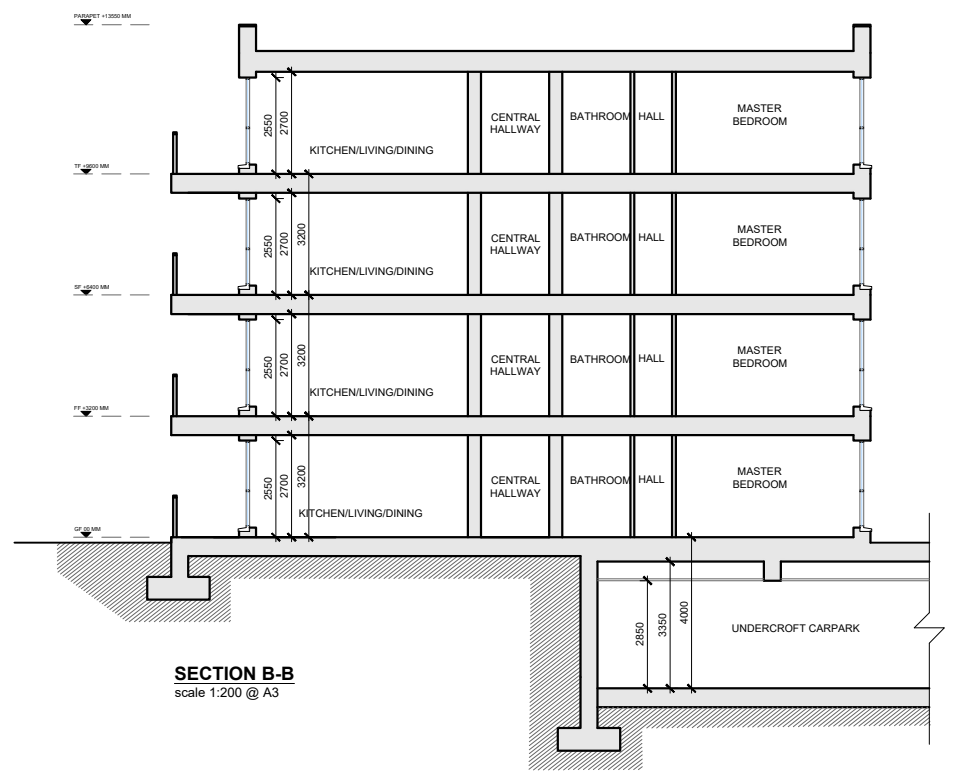 PARAPET +13550 MM
CENTRAL
HALLWAY
BATHROOM
HALL
MASTER
BEDROOM
2550
2700
KITCHEN/LIVING/DINING
TF +9600 MM
CENTRAL
HALLWAY
BATHROOM
HALL
MASTER
BEDROOM
2550
2700
3200
KITCHEN/LIVING/DINING
SF +6400 MM
CENTRAL
HALLWAY
BATHROOM
HALL
MASTER
BEDROOM
2550
2700
3200
KITCHEN/LIVING/DINING
FF +3200 MM
CENTRAL
HALLWAY
BATHROOM
HALL
MASTER
BEDROOM
2550
2700
3200
KITCHEN/LIVING/DINING
GF 00 MM
2850
3350
4000
UNDERCROFT CARPARK
SECTION B-B
scale 1:200 @ A3